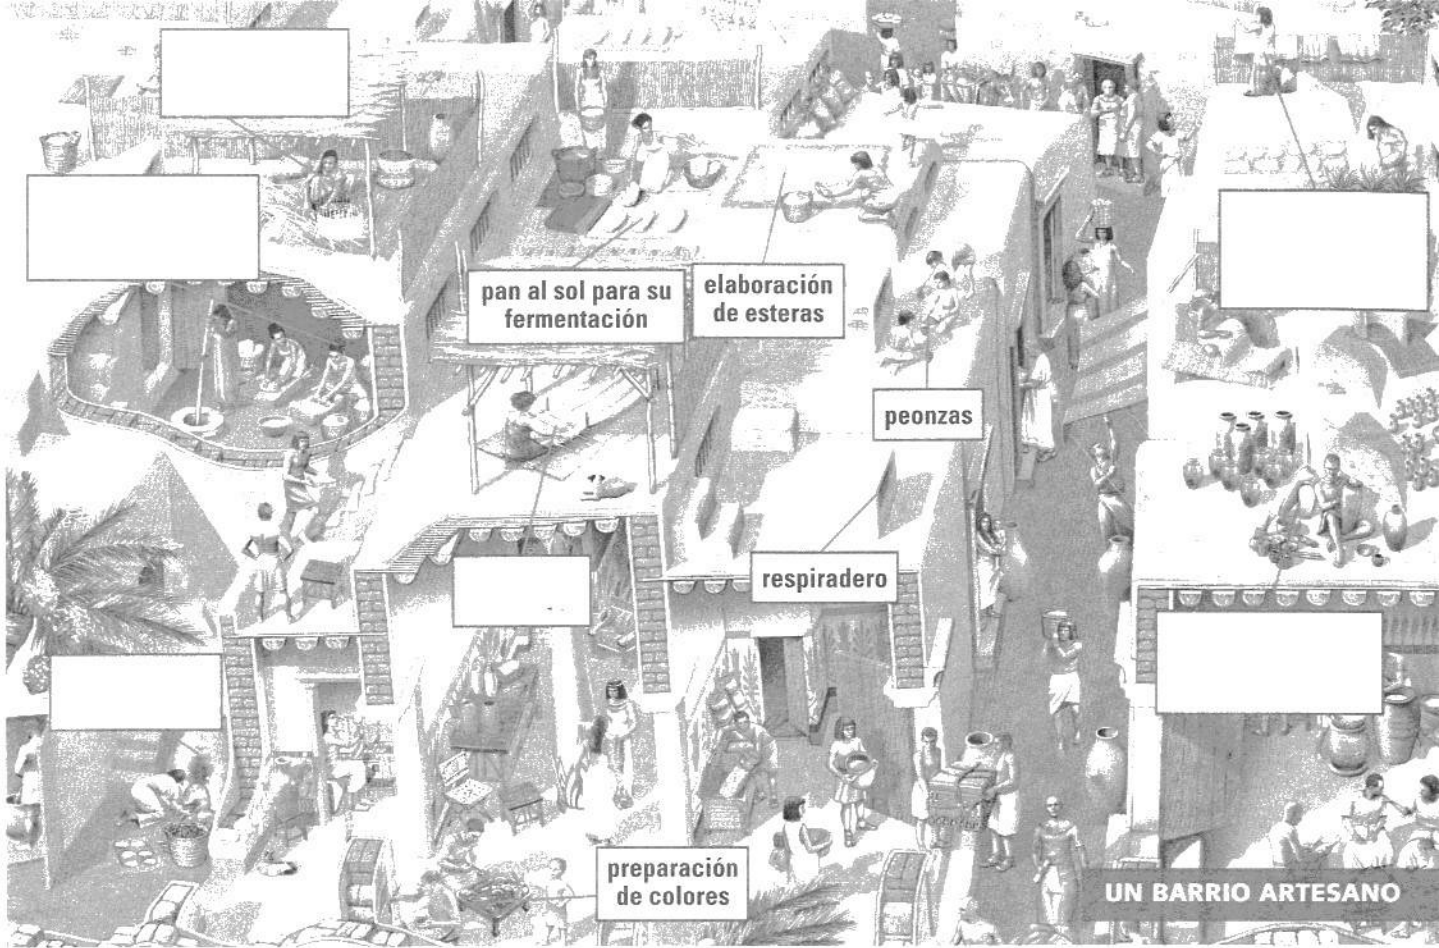 pan al sol para su
fermentación
elaboración
de esteras
peonzas
respiradero
preparación
de colores
UN BARRIO ARTESANO